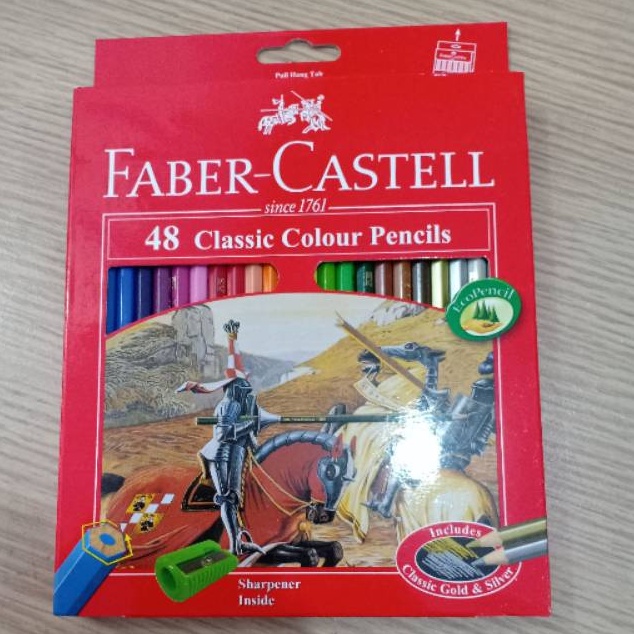 Pull Hang Tab
FABER-CASTELL
since 1761
48 Classic Colour Pencils
EcoPencil
Includes
Classic Gold & Silver
Sharpener
Inside